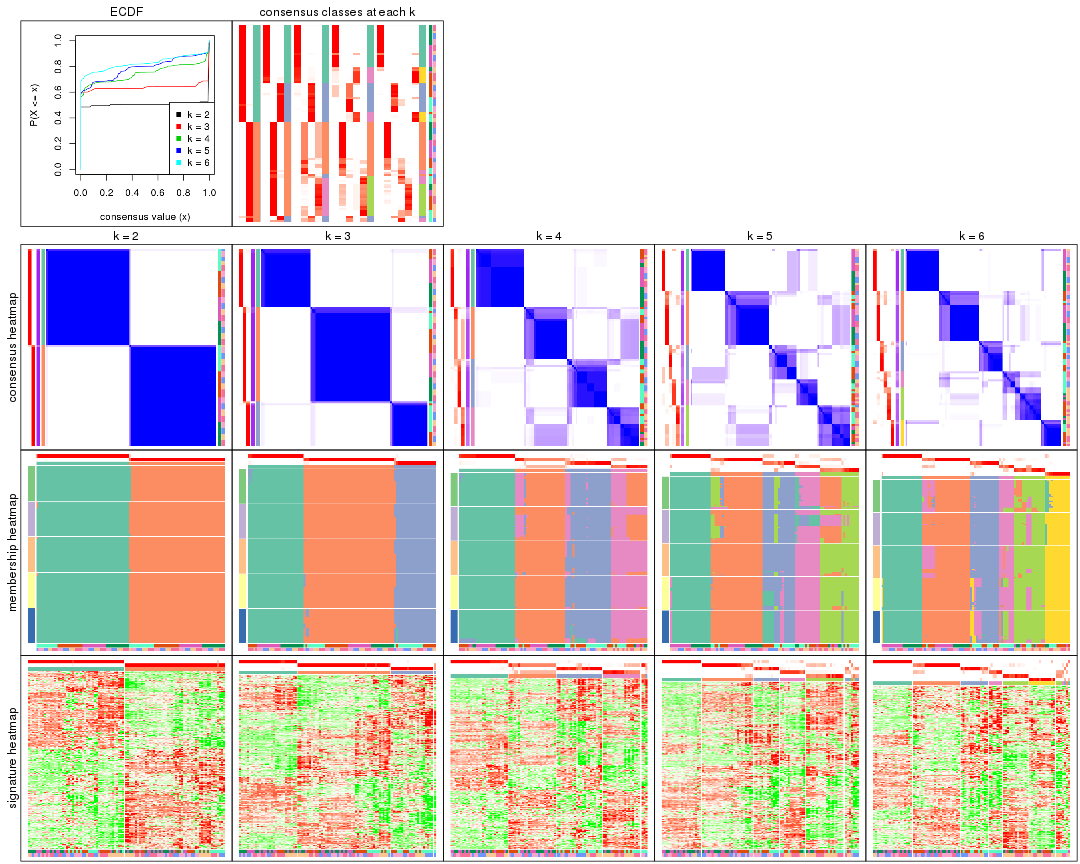 ECDF
consensus classes at each k
P(X <= x)
1.0
0.8
0.6
0.4
0.2
0.0
k = 2
k = 3
k = 4
k = 5
k = 6
0.0 0.2 0.4 0.6 0.8 1.0
consensus value (x)
k = 2
k = 3
k = 4
k = 5
k = 6
consensus heatmap
membership heatmap
signature heatmap